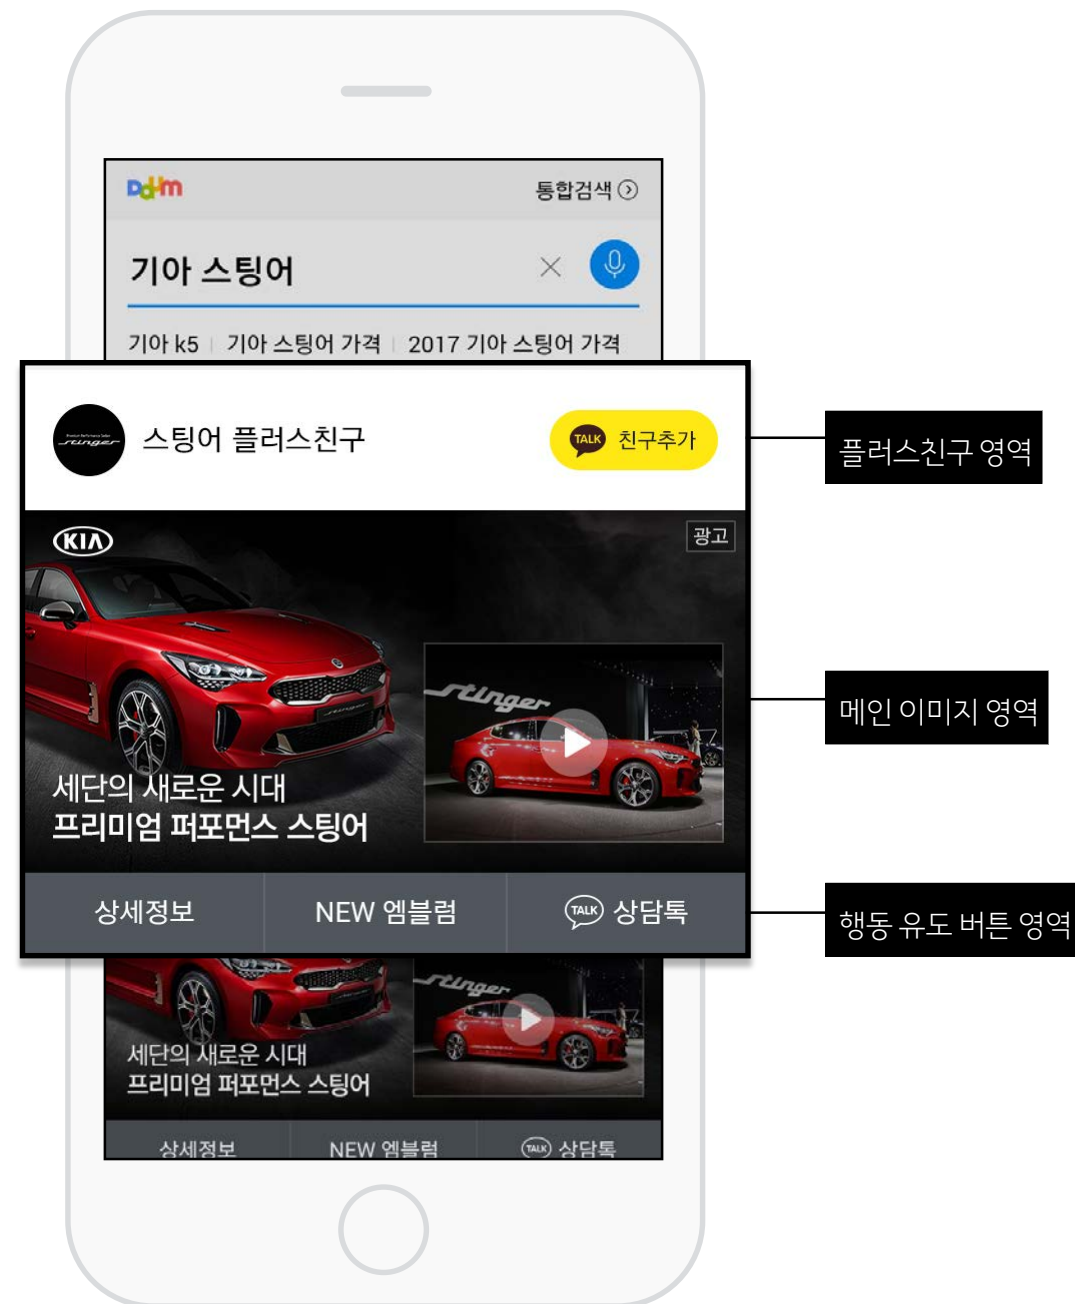 Daum
통합검색
기아 스팅어
기아 k5 기아 스팅어 가격 2017 기아 스팅어 가격
stinger
스팅어 플러스친구
TALK 친구추가
플러스친구 영역
KIA
광고
stinger
메인 이미지 영역
세단의 새로운 시대
프리미엄 퍼포먼스 스팅어
상세정보 NEW 엠블럼 TALK 상담톡
행동 유도 버튼 영역
stinger
세단의 새로운 시대
프리미엄 퍼포먼스 스팅어
상세정보 NEW 엠블럼 TALK 상담톡